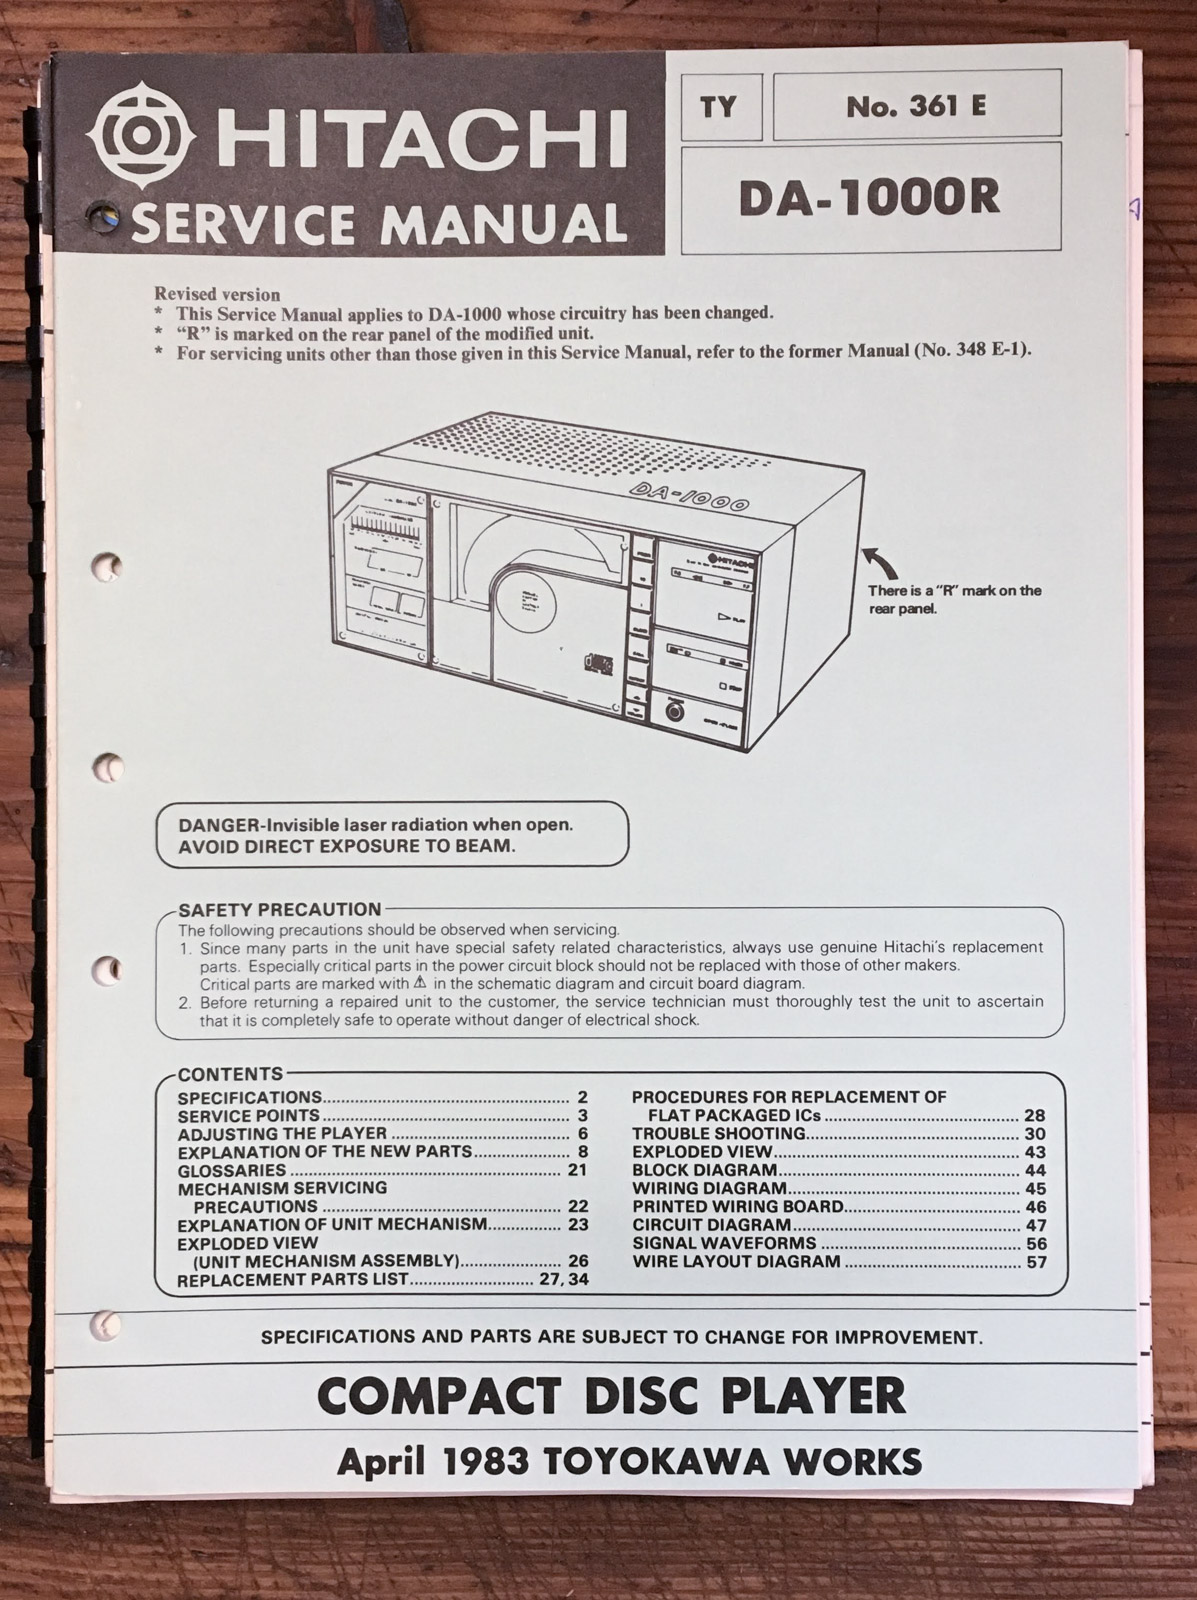 HITACHI
SERVICE MANUAL
TY
No. 361 E
DA-1000R
Revised version
* This Service Manual applies to DA-1000 whose circuitry has been changed.
* “R” is marked on the rear panel of the modified unit.
* For servicing units other than those given in this Service Manual, refer to the former Manual (No. 348 E-1).
DA-1000
HITACHI
PLAY
STOP
There is a “R” mark on the
rear panel.
DANGER-Invisible laser radiation when open.
AVOID DIRECT EXPOSURE TO BEAM.
SAFETY PRECAUTION
The following precautions should be observed when servicing.
1. Since many parts in the unit have special safety related characteristics, always use genuine Hitachi's replacement
parts. Especially critical parts in the power circuit block should not be replaced with those of other makers.
Critical parts are marked with ⚠ in the schematic diagram and circuit board diagram.
2. Before returning a repaired unit to the customer, the service technician must thoroughly test the unit to ascertain
that it is completely safe to operate without danger of electrical shock.
CONTENTS
SPECIFICATIONS........ 2
SERVICE POINTS........ 3
ADJUSTING THE PLAYER........ 6
EXPLANATION OF THE NEW PARTS........ 8
GLOSSARIES........ 21
MECHANISM SERVICING
PRECAUTIONS........ 22
EXPLANATION OF UNIT MECHANISM........ 23
EXPLODED VIEW
(UNIT MECHANISM ASSEMBLY)........ 26
REPLACEMENT PARTS LIST........ 27, 34
PROCEDURES FOR REPLACEMENT OF
FLAT PACKAGED ICs........ 28
TROUBLE SHOOTING........ 30
EXPLODED VIEW........ 43
BLOCK DIAGRAM........ 44
WIRING DIAGRAM........ 45
PRINTED WIRING BOARD........ 46
CIRCUIT DIAGRAM........ 47
SIGNAL WAVEFORMS........ 56
WIRE LAYOUT DIAGRAM........ 57
SPECIFICATIONS AND PARTS ARE SUBJECT TO CHANGE FOR IMPROVEMENT.
COMPACT DISC PLAYER
April 1983 TOYOKAWA WORKS